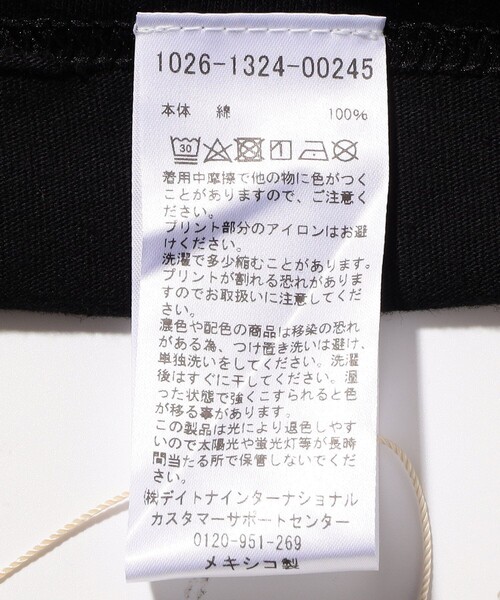 1026-1324-00245
本体 綿 100%
30
着用中摩擦で他の物に色がつく
ことがありますので、ご注意く
ださい。
プリント部分のアイロンはお避
けください。
洗濯で多少縮むことがあります。
プリントが割れる恐れがありま
すのでお取扱いに注意してくだ
さい。
濃色や配色の商品は移染の恐れ
がある為、つけ置き洗いは避け、
単独洗いをしてください。洗濯
後はすぐに干してください。湿
った状態で強くこすられると色
が移る事があります。
この製品は光により退色しやす
いので太陽光や蛍光灯等が長時
間当たる所で保管しないでくだ
さい。
㈱デイトナインターナショナル
カスタマーサポートセンター
0120-951-269
メキシコ製